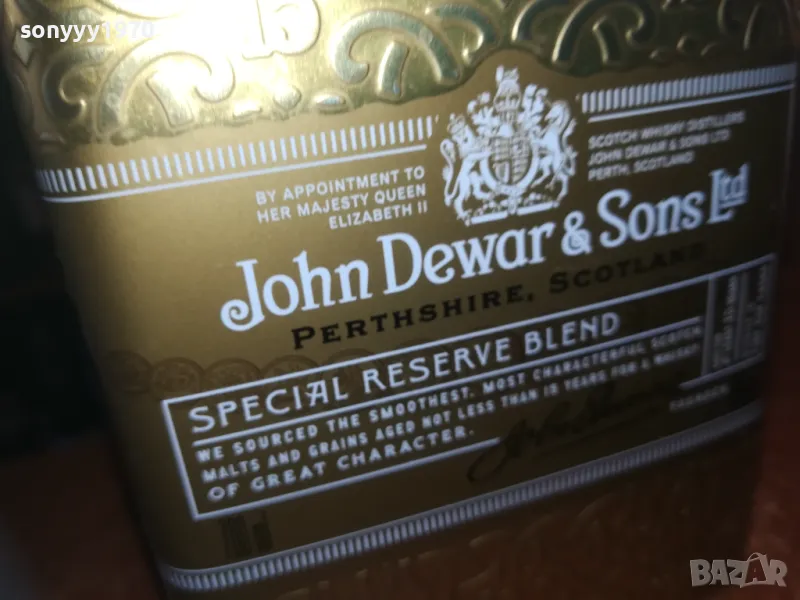 sonyyy1970
15
BY APPOINTMENT TO
HER MAJESTY QUEEN
ELIZABETH II
SCOTCH WHISKY DISTILLERS
JOHN DEWAR & SONS LTD
PERTH, SCOTLAND
John Dewar & Sons Ltd
PERTHSHIRE, SCOTLAND
SPECIAL RESERVE BLEND
WE SOURCED THE SMOOTHEST, MOST CHARACTERFUL SCOTCH
MALTS AND GRAINS AGED NOT LESS THAN 15 YEARS FOR A WHISKY
OF GREAT CHARACTER.
FOUNDER
BAZAR